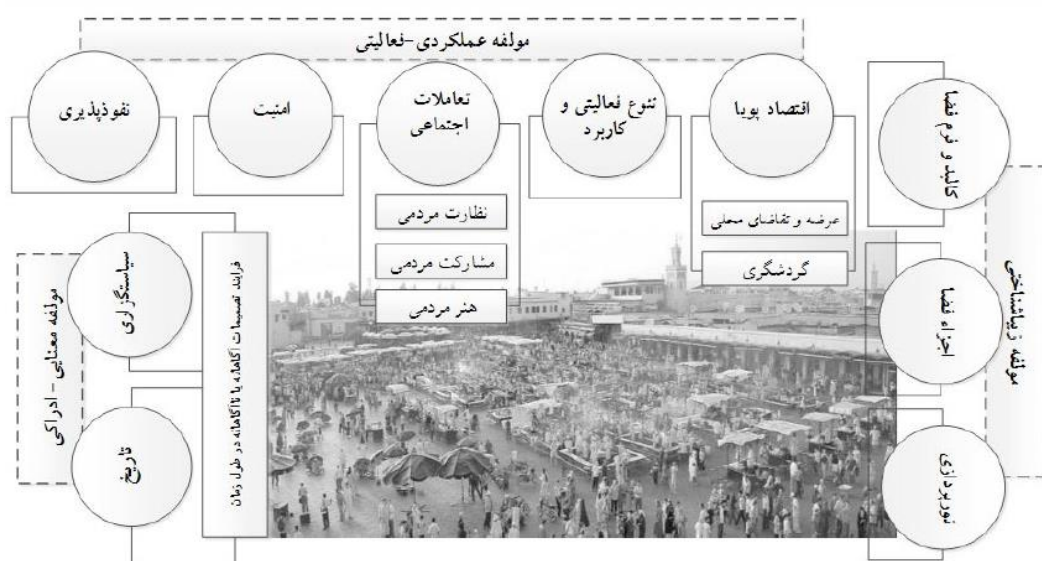 مولفه عملکردی-فعالیتی
اقتصاد پویا
تنوع فعالیتی و
کاربرد
تعاملات
اجتماعی
امنیت
نفوذپذیری
عرضه و تقاضای محلی
گردشگری
نظارت مردمی
مشارکت مردمی
هنر مردمی
مولفه زیباشناختی
کالبد و فرم فضا
اجزاء فضا
نورپردازی
مولفه معنایی - ادراکی
سیاستگزاری
تاریخ
فرایند تصمیمات آگاهانه یا ناآگاهانه در طول زمان